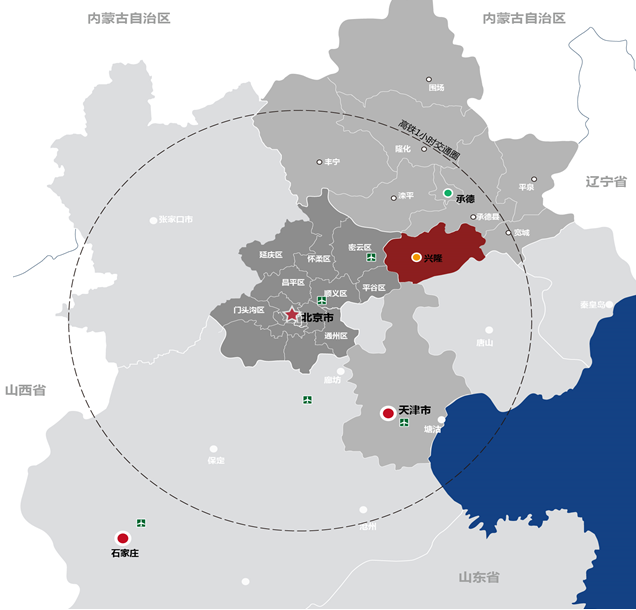 内蒙古自治区
内蒙古自治区
围场
高铁1小时交通圈
隆化
丰宁
平泉
辽宁省
滦平
承德
承德县
张家口市
宽城
密云区
延庆区
怀柔区
兴隆
昌平区
平谷区
顺义区
秦皇岛
门头沟区
北京市
通州区
唐山
廊坊
山西省
天津市
塘沽
保定
沧州
石家庄
山东省